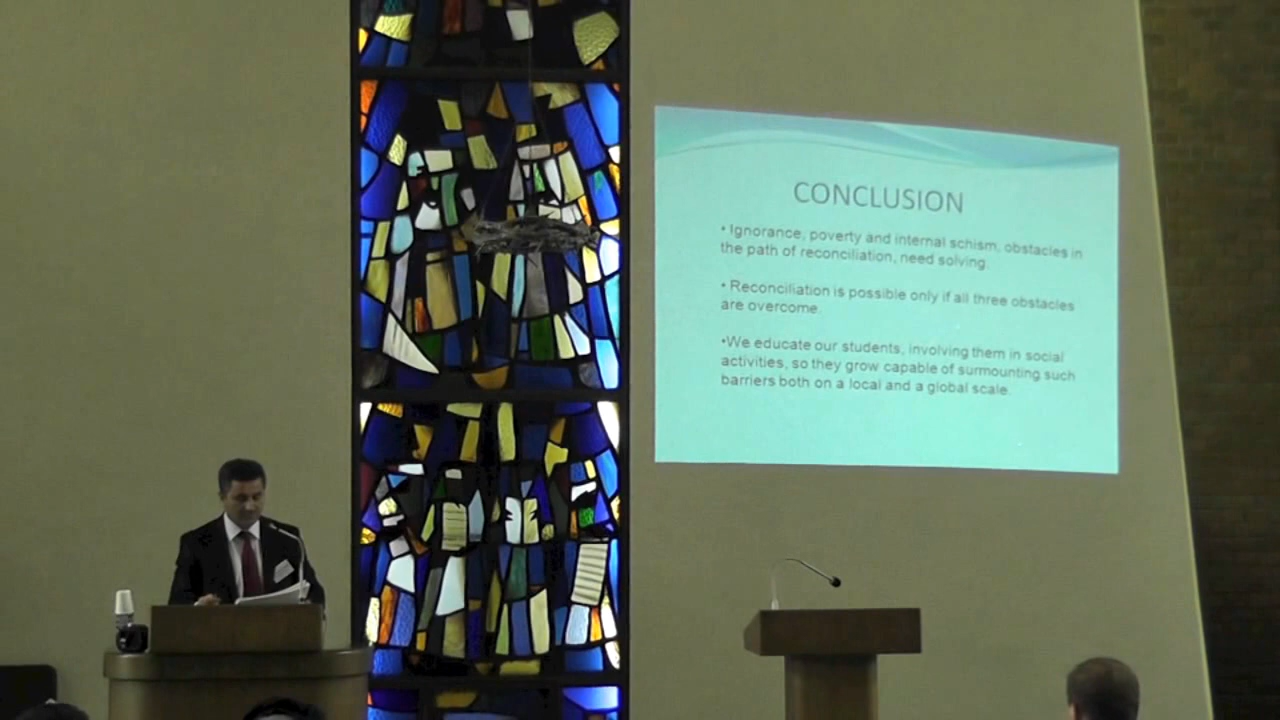 CONCLUSION
• Ignorance, poverty and internal schism, obstacles in
the path of reconciliation, need solving.
• Reconciliation is possible only if all three obstacles
are overcome.
•We educate our students, involving them in social
activities, so they grow capable of surmounting such
barriers both on a local and a global scale.